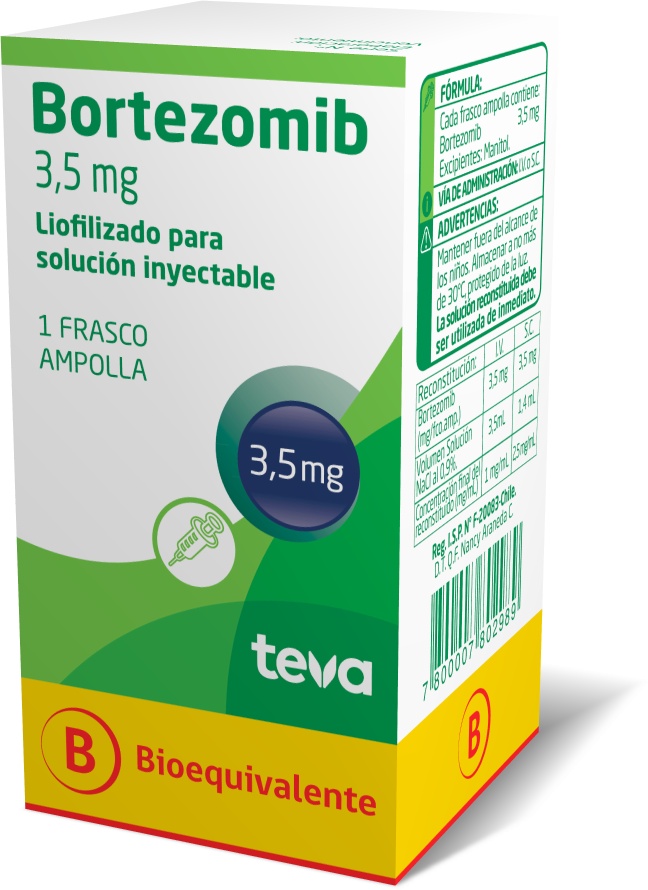 Bortezomib
3,5 mg
Liofilizado para
solución inyectable
1 FRASCO
AMPOLLA
3,5 mg
teva
B Bioequivalente
FÓRMULA:
Cada frasco ampolla contiene:
Bortezomib 3,5 mg
Excipientes: Manitol.
VÍA DE ADMINISTRACIÓN: I.V. o S.C.
ADVERTENCIAS:
Mantener fuera del alcance de
los niños. Almacenar a no más
de 30°C, protegido de la luz.
La solución reconstituida debe
ser utilizada de inmediato.
Reconstitución: I.V. S.C.
Bortezomib
(mg/fco.amp.) 3,5 mg 3,5 mg
Volumen Solución
NaCl al 0.9%. 3,5mL 1,4 mL
Concentración final del
reconstituido (mg/mL) 1 mg/mL 2.5mg/mL
Reg. I.S.P. N° F-20083-Chile.
D.T. Q.F. Nancy Araneda C.
7 800007 802989
B